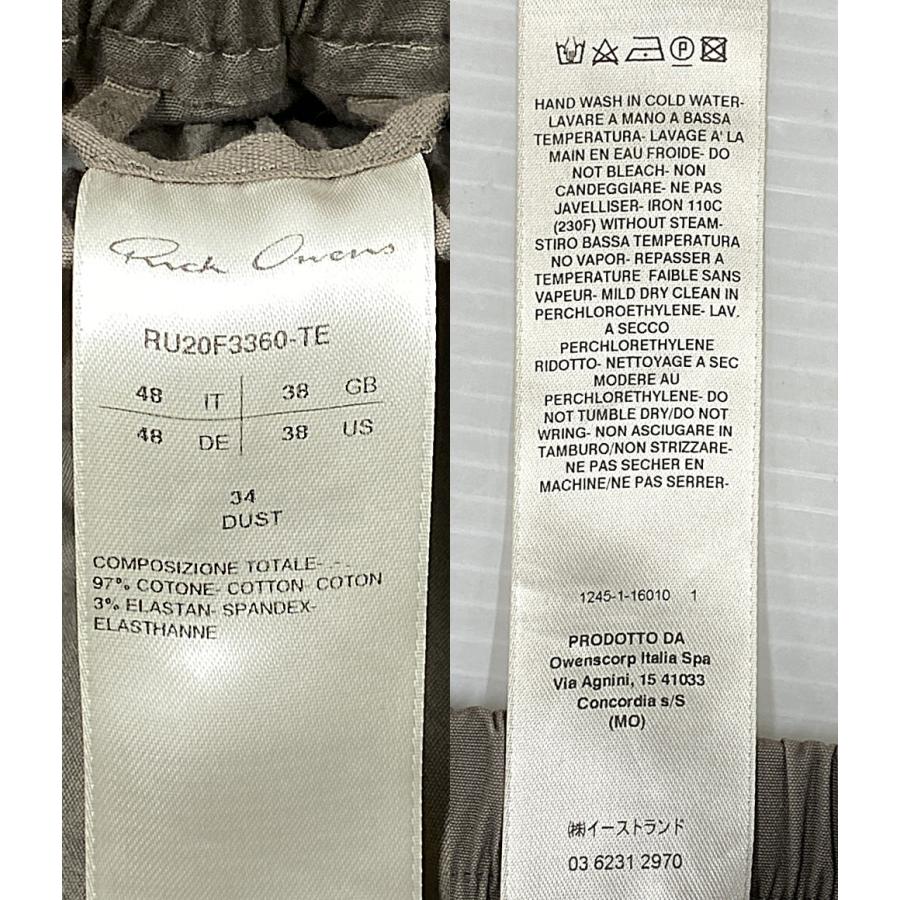 Rick Owens
RU20F3360-TE
48 IT 38 GB
48 DE 38 US
34
DUST
COMPOSIZIONE TOTALE-
97% COTONE- COTTON- COTON
3% ELASTAN- SPANDEX-
ELASTHANNE
P
HAND WASH IN COLD WATER-
LAVARE A MANO A BASSA
TEMPERATURA- LAVAGE A' LA
MAIN EN EAU FROIDE- DO
NOT BLEACH- NON
CANDEGGIARE- NE PAS
JAVELLISER- IRON 110C
(230F) WITHOUT STEAM-
STIRO BASSA TEMPERATURA
NO VAPOR- REPASSER A
TEMPERATURE FAIBLE SANS
VAPEUR- MILD DRY CLEAN IN
PERCHLOROETHYLENE- LAV.
A SECCO
PERCHLORETHYLENE
RIDOTTO- NETTOYAGE A SEC
MODERE AU
PERCHLORETHYLENE- DO
NOT TUMBLE DRY/DO NOT
WRING- NON ASCIUGARE IN
TAMBURO/NON STRIZZARE-
NE PAS SECHER EN
MACHINE/NE PAS SERRER-
1245-1-16010 1
PRODOTTO DA
Owenscorp Italia Spa
Via Agnini, 15 41033
Concordia s/S
(MO)
㈱イーストランド
03 6231 2970